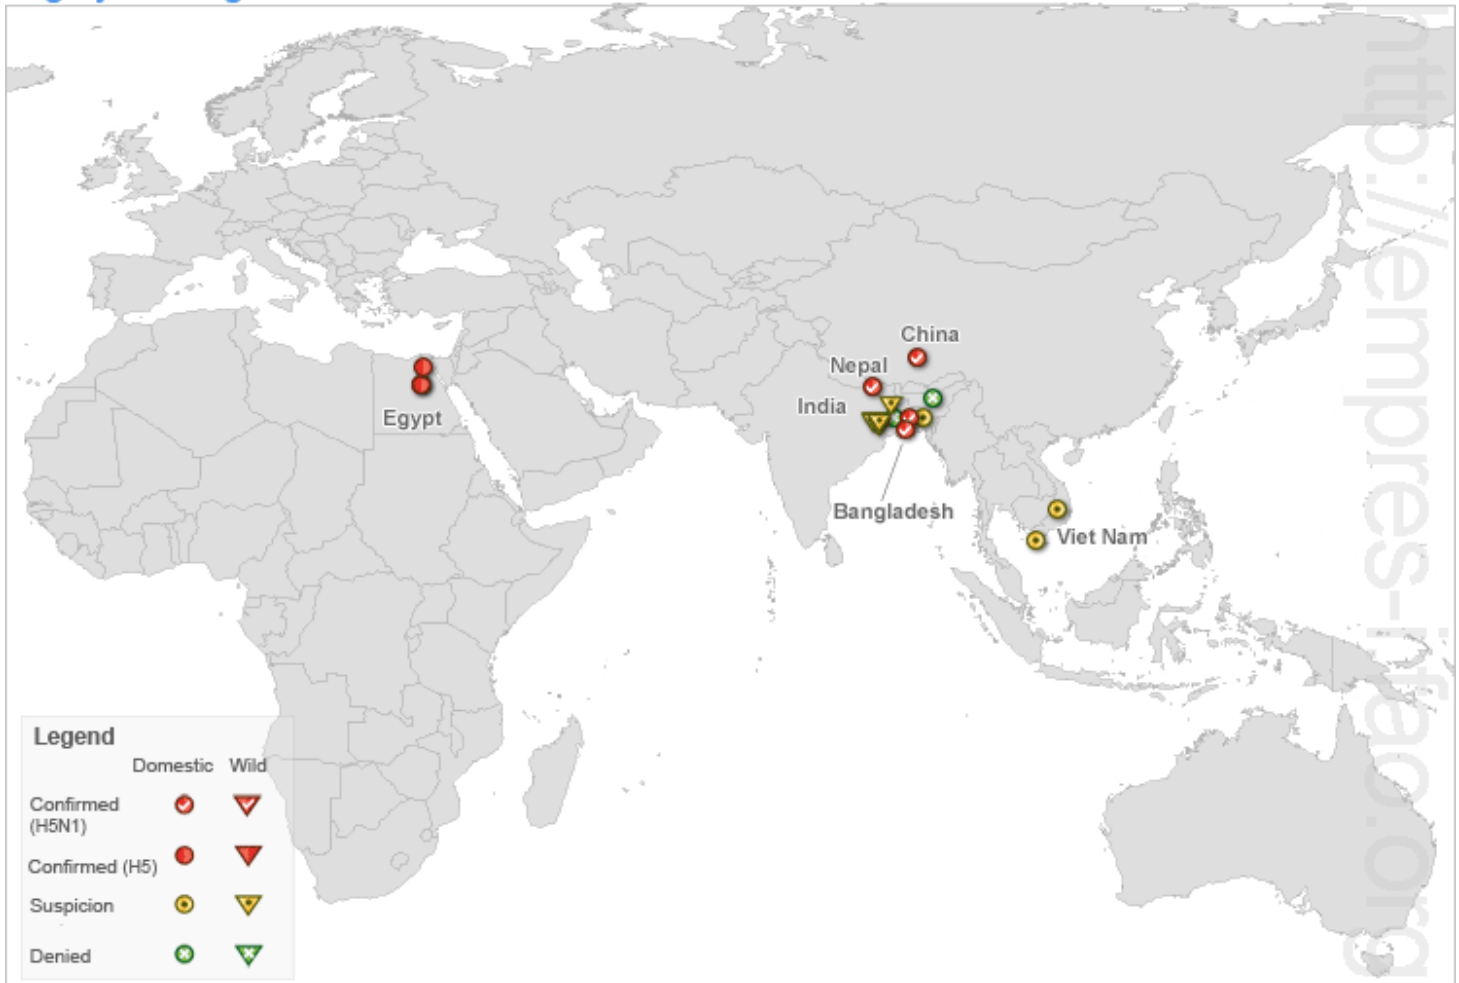 China
Nepal
India
Egypt
Bangladesh
Viet Nam
Legend
Domestic Wild
Confirmed
(H5N1)
Confirmed (H5)
Suspicion
Denied
http://empres-i.fao.org